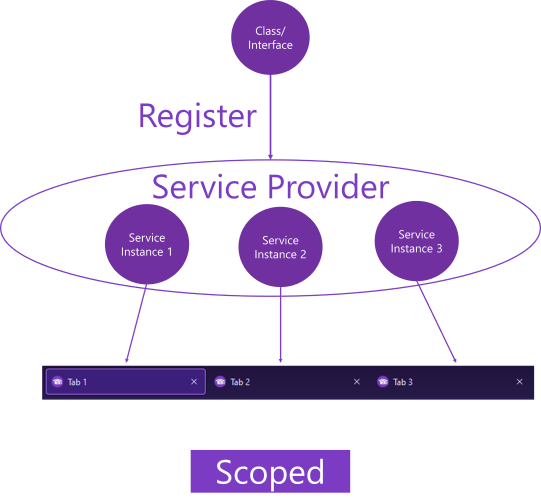 Class/
Interface
Register
Service Provider
Service
Instance 1
Service
Instance 2
Service
Instance 3
Tab 1
Tab 2
Tab 3
Scoped